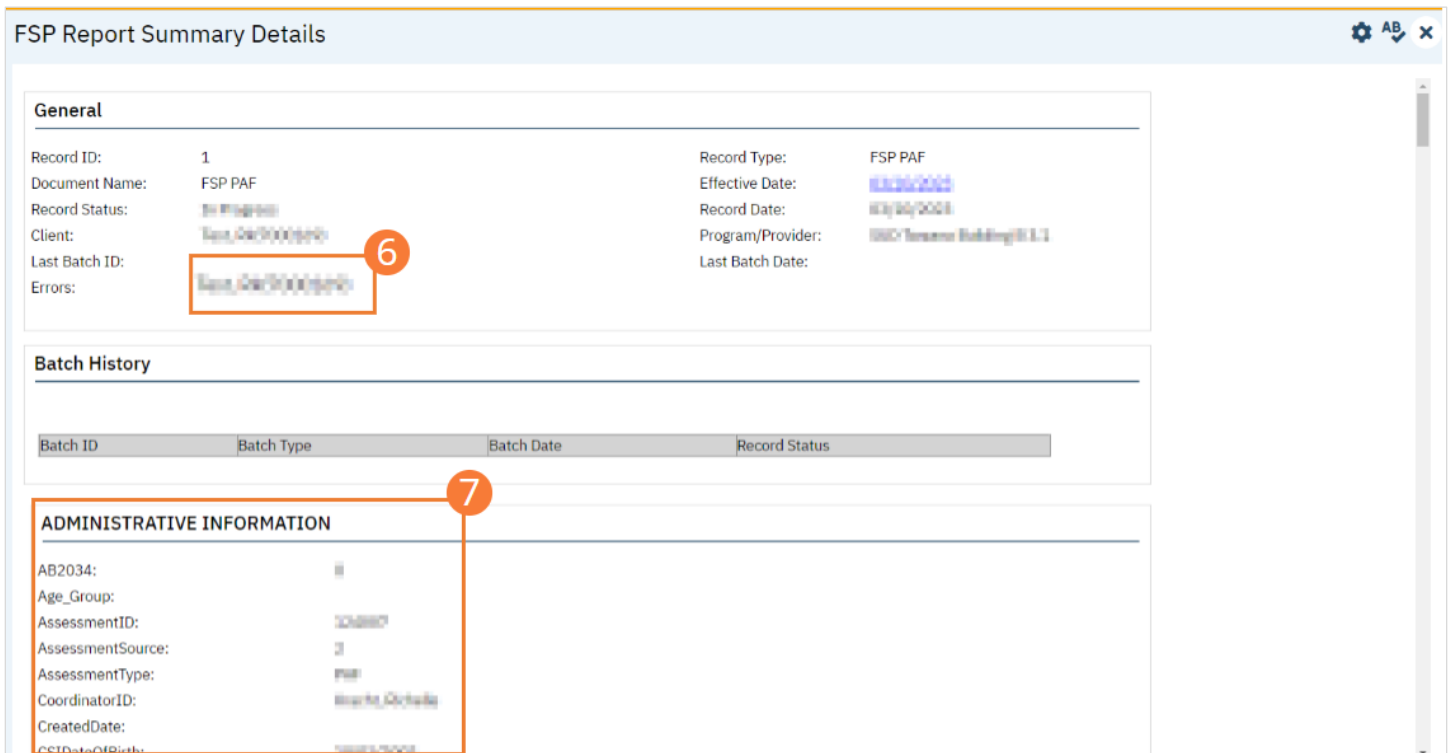 FSP Report Summary Details
AB
General
Record ID: 1 Record Type: FSP PAF
Document Name: FSP PAF Effective Date:
Record Status: Record Date:
Client: Program/Provider:
6
Last Batch ID: Last Batch Date:
Errors:
Batch History
Batch ID Batch Type Batch Date Record Status
7
ADMINISTRATIVE INFORMATION
AB2034:
Age_Group:
AssessmentID:
AssessmentSource:
AssessmentType:
CoordinatorID:
CreatedDate:
CSIDateOfBirth: